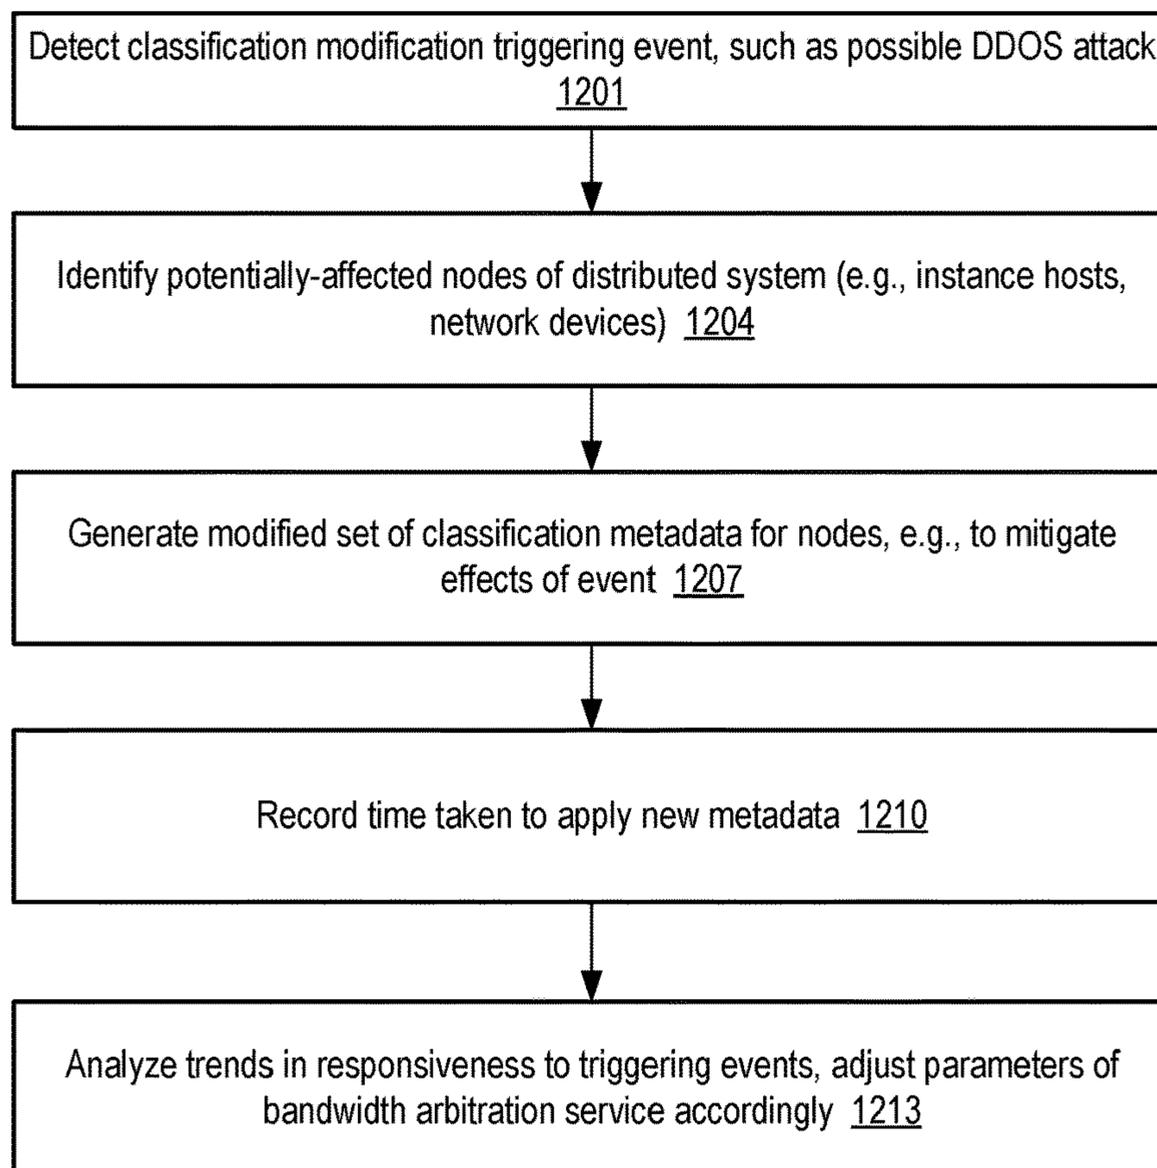 Detect classification modification triggering event, such as possible DDOS attack
1201
Identify potentially-affected nodes of distributed system (e.g., instance hosts,
network devices) 1204
Generate modified set of classification metadata for nodes, e.g., to mitigate
effects of event 1207
Record time taken to apply new metadata 1210
Analyze trends in responsiveness to triggering events, adjust parameters of
bandwidth arbitration service accordingly 1213